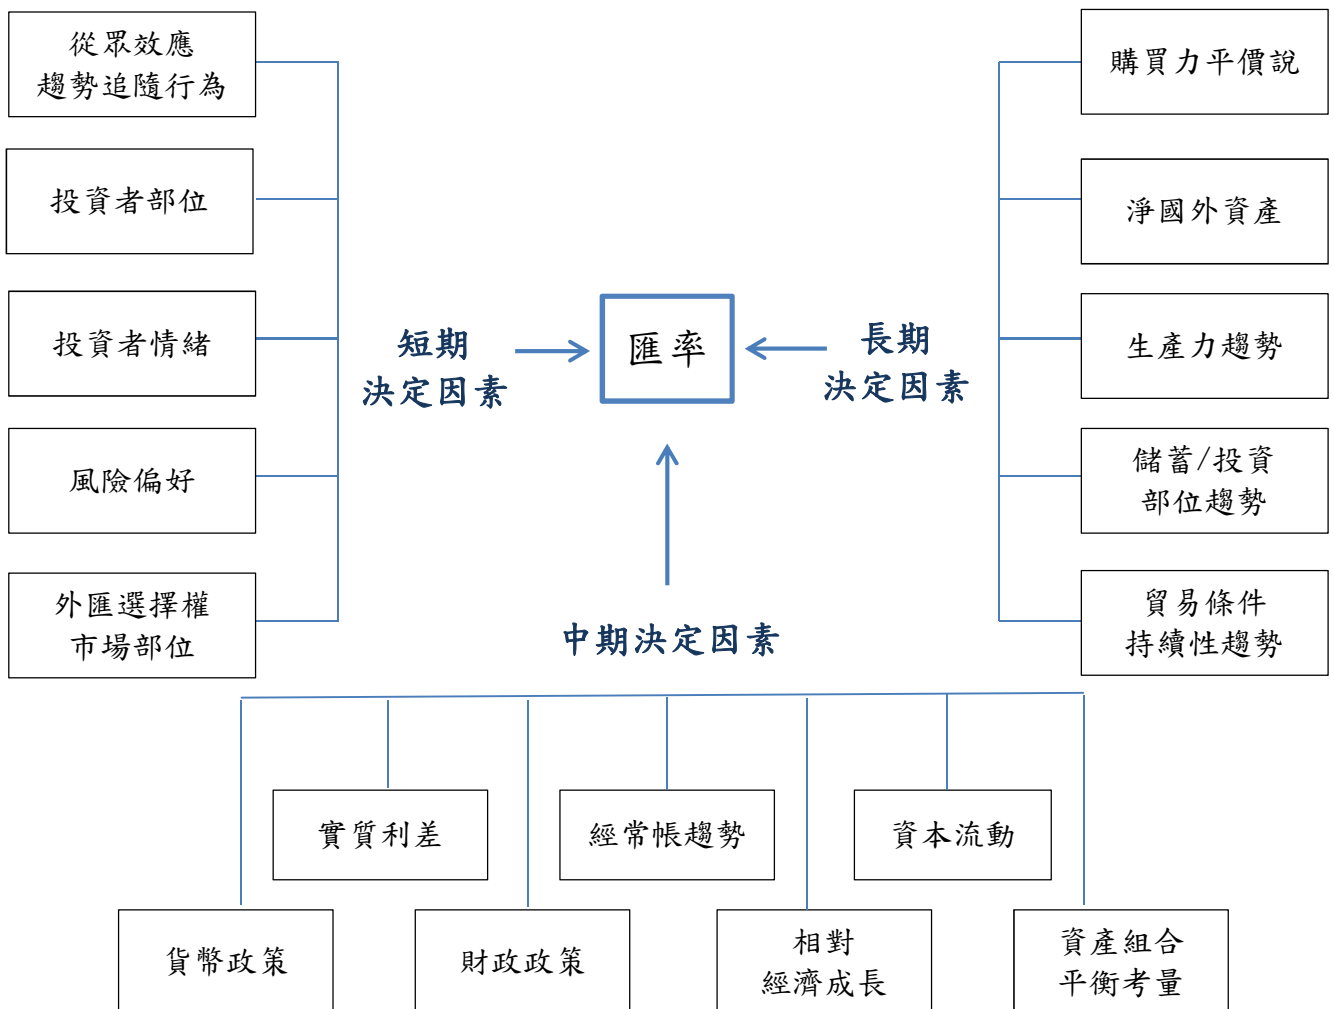 從眾效應
趨勢追隨行為
投資者部位
投資者情緒
風險偏好
外匯選擇權
市場部位
短期
決定因素
匯率
長期
決定因素
購買力平價說
淨國外資產
生產力趨勢
儲蓄/投資
部位趨勢
貿易條件
持續性趨勢
中期決定因素
實質利差
經常帳趨勢
資本流動
貨幣政策
財政政策
相對
經濟成長
資產組合
平衡考量